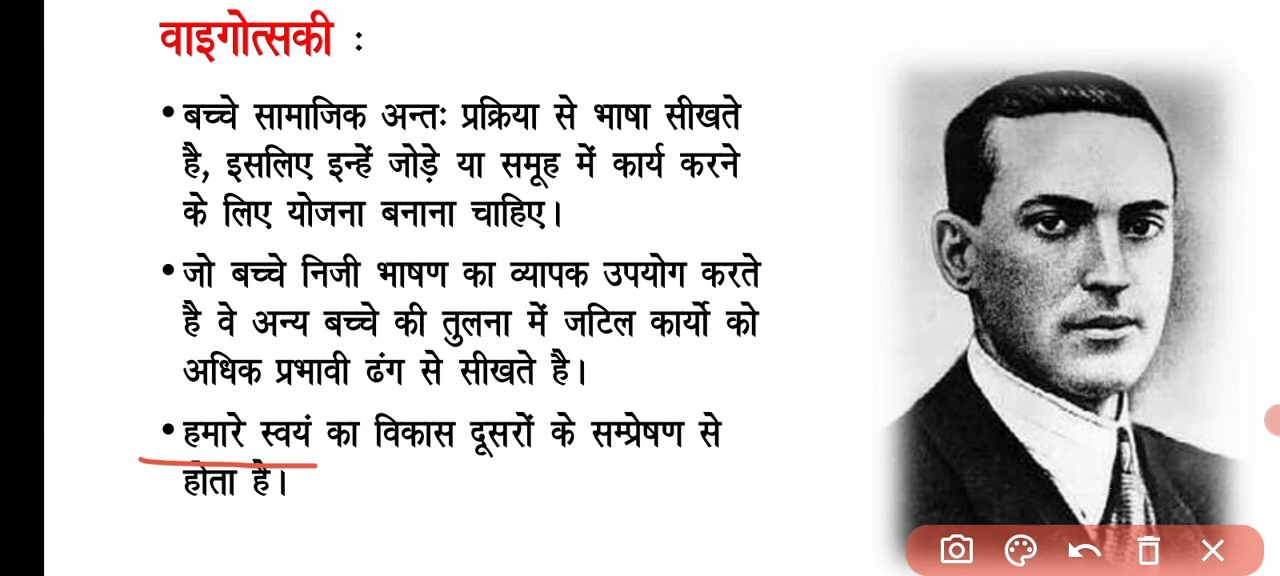 वाइगोत्सकी :
• बच्चे सामाजिक अन्तः प्रक्रिया से भाषा सीखते
है, इसलिए इन्हें जोड़े या समूह में कार्य करने
के लिए योजना बनाना चाहिए।
• जो बच्चे निजी भाषण का व्यापक उपयोग करते
है वे अन्य बच्चे की तुलना में जटिल कार्यो को
अधिक प्रभावी ढंग से सीखते है।
• हमारे स्वयं का विकास दूसरों के सम्प्रेषण से
होता है।